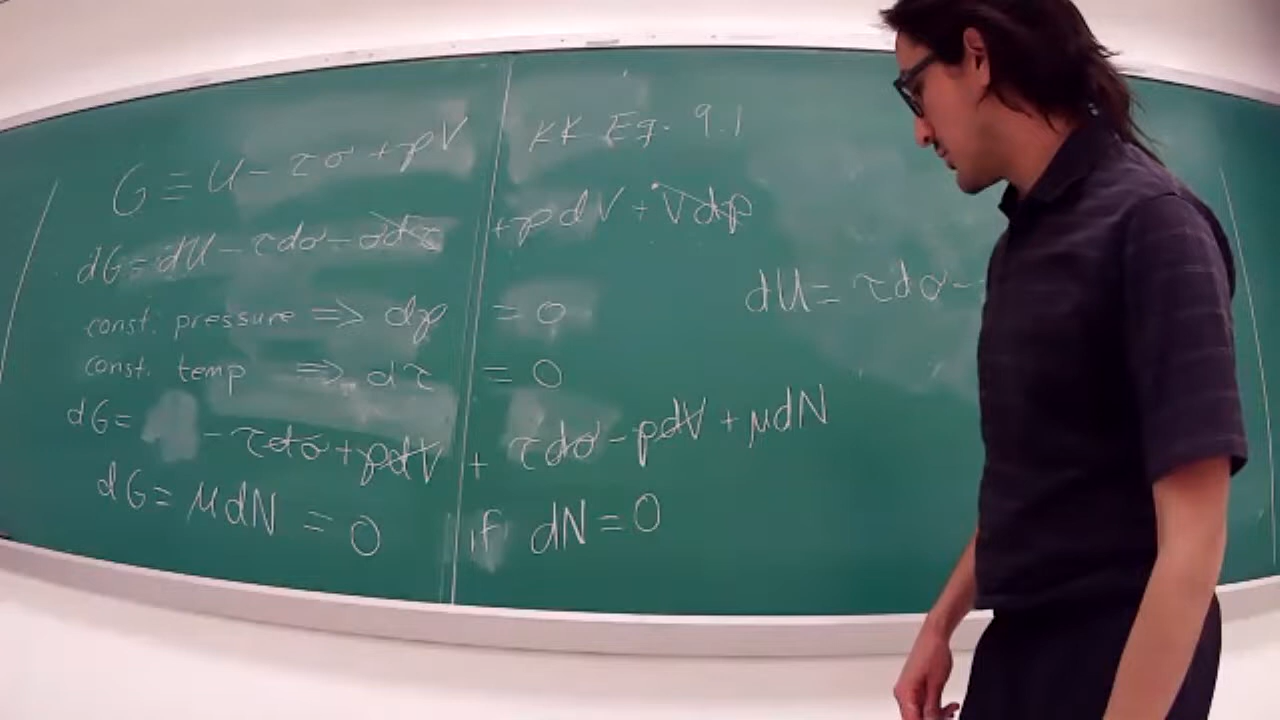 G ≡ U - τσ + pV KK Eq. 9.1
dG = dU - τdσ - σdτ + pdV + Vdp
dU = τdσ -
const. pressure => dp = 0
const. temp => dτ = 0
dG = - τdσ + pdV + τdσ - pdV + μdN
dG = μdN = 0 if dN = 0